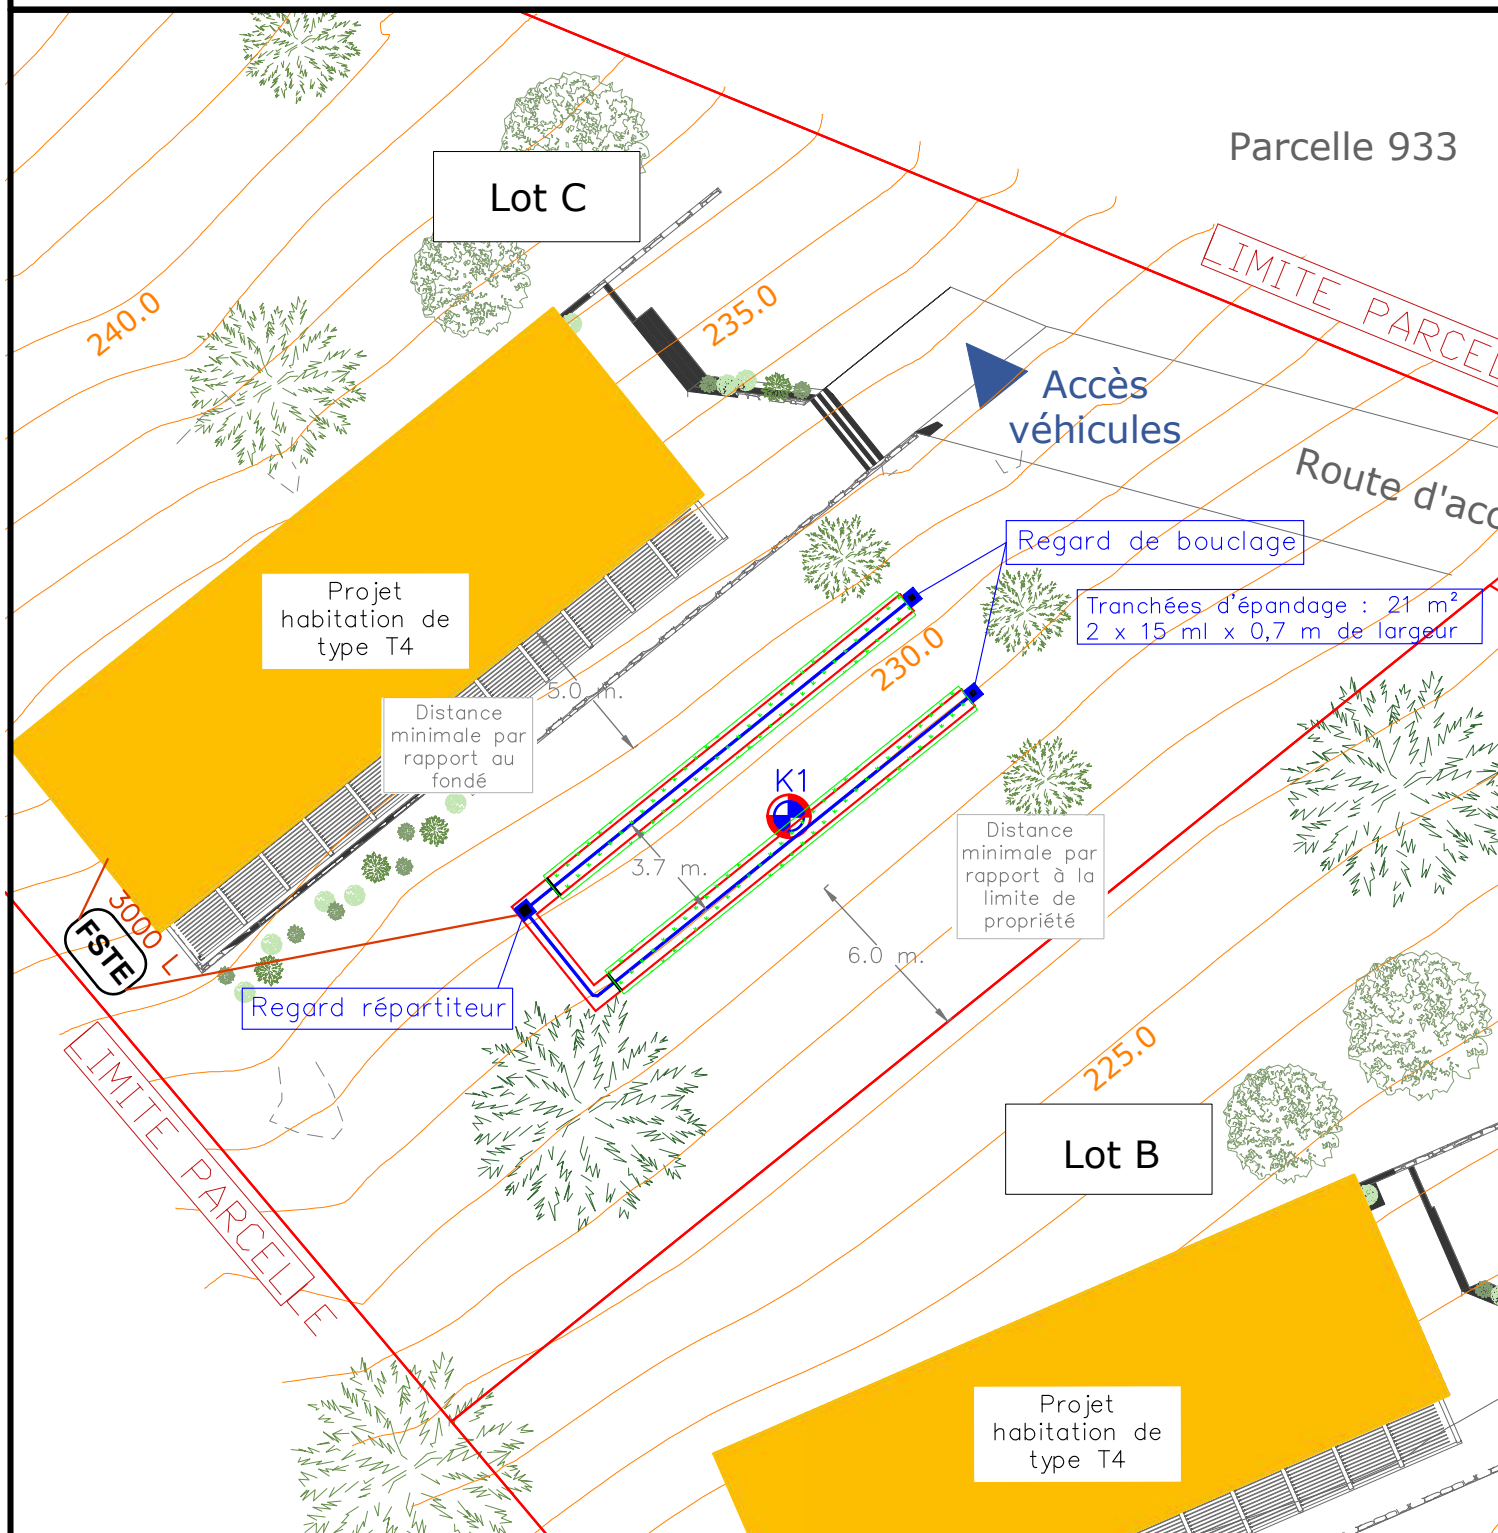 Parcelle 933
Lot C
LIMITE PARCEL
240.0
235.0
Accès
véhicules
Route d'acc
Regard de bouclage
Projet
habitation de
type T4
Tranchées d'épandage : 21 m²
2 x 15 ml x 0,7 m de largeur
230.0
5.0 m.
Distance
minimale par
rapport au
fondé
K1
3.7 m.
Distance
minimale par
rapport à la
limite de
propriété
3000 L
FSTE
6.0 m.
Regard répartiteur
225.0
LIMITE PARCELLE
Lot B
Projet
habitation de
type T4